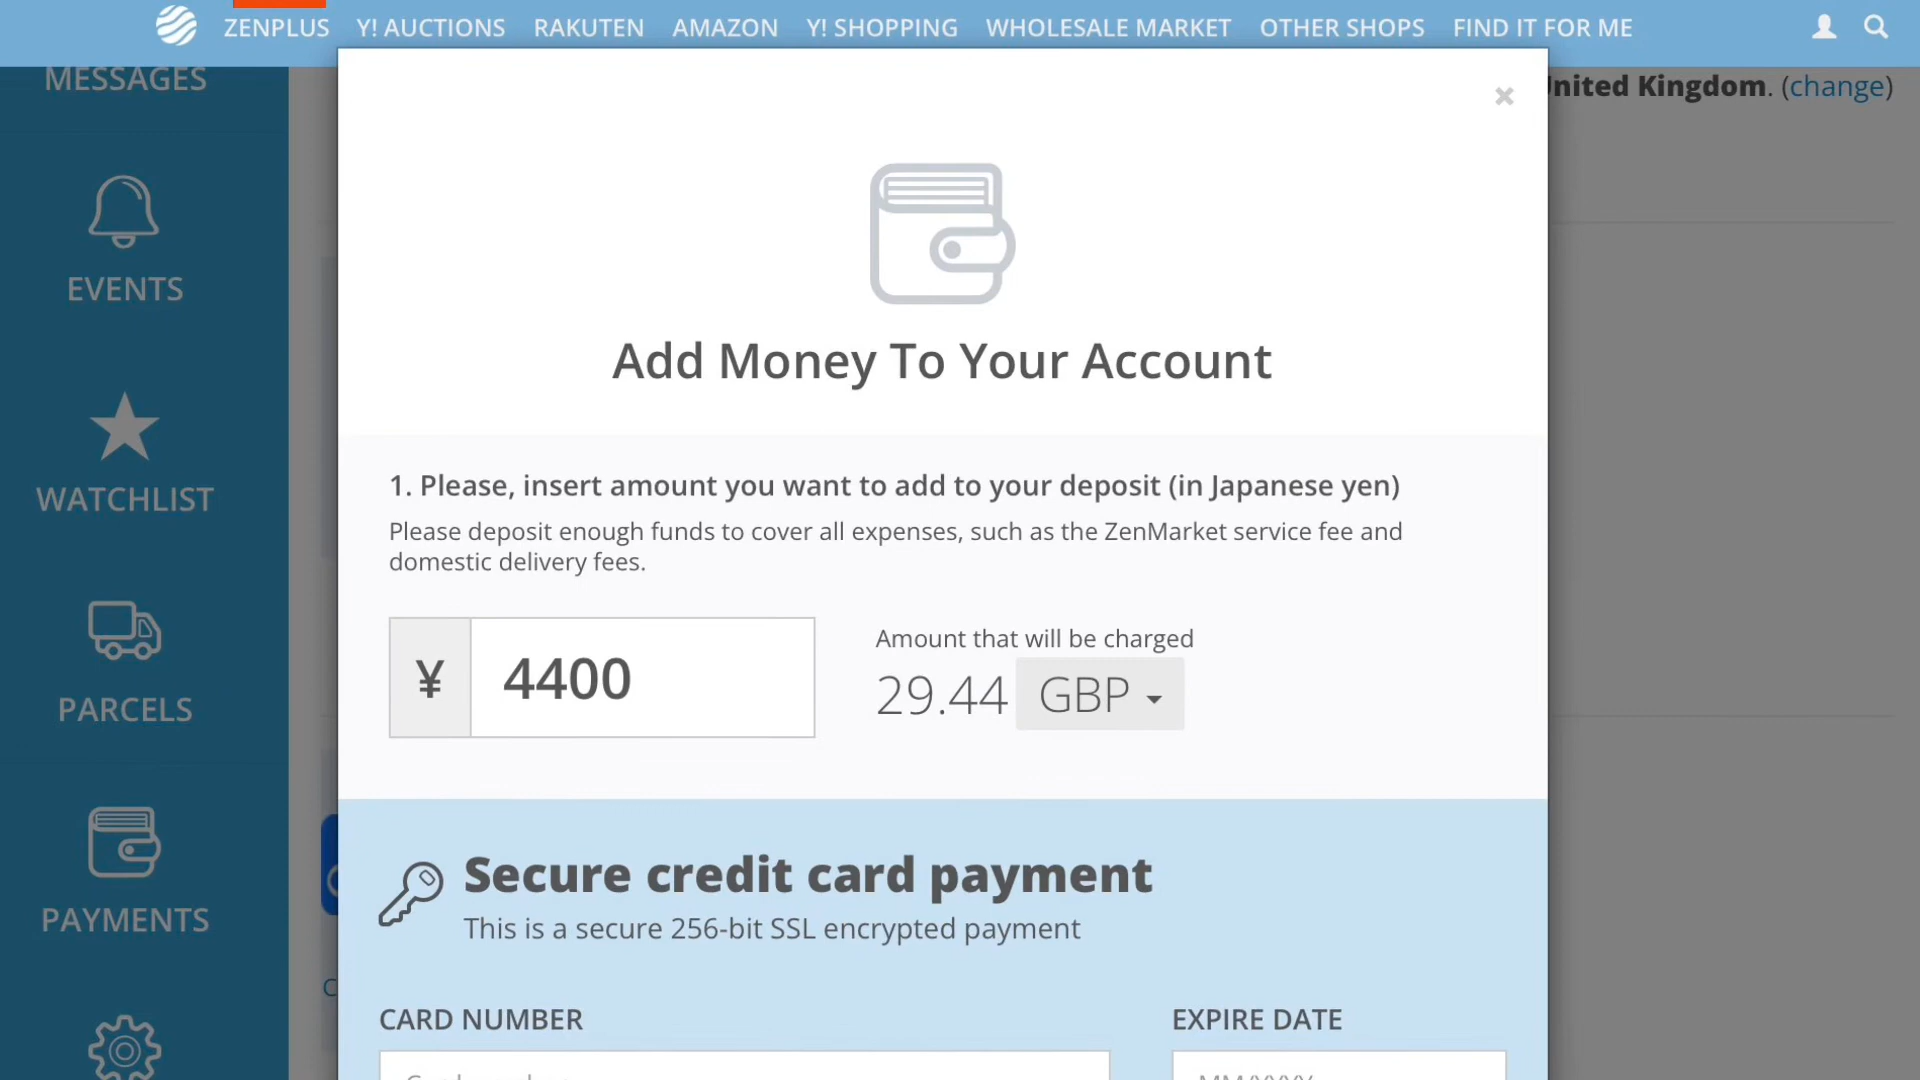 ZENPLUS Y! AUCTIONS RAKUTEN AMAZON Y! SHOPPING WHOLESALE MARKET OTHER SHOPS FIND IT FOR ME
MESSAGES
United Kingdom. (change)
EVENTS
WATCHLIST
PARCELS
PAYMENTS
×
Add Money To Your Account
1. Please, insert amount you want to add to your deposit (in Japanese yen)
Please deposit enough funds to cover all expenses, such as the ZenMarket service fee and
domestic delivery fees.
Amount that will be charged
¥ 4400
29.44 GBP
Secure credit card payment
This is a secure 256-bit SSL encrypted payment
CARD NUMBER EXPIRE DATE